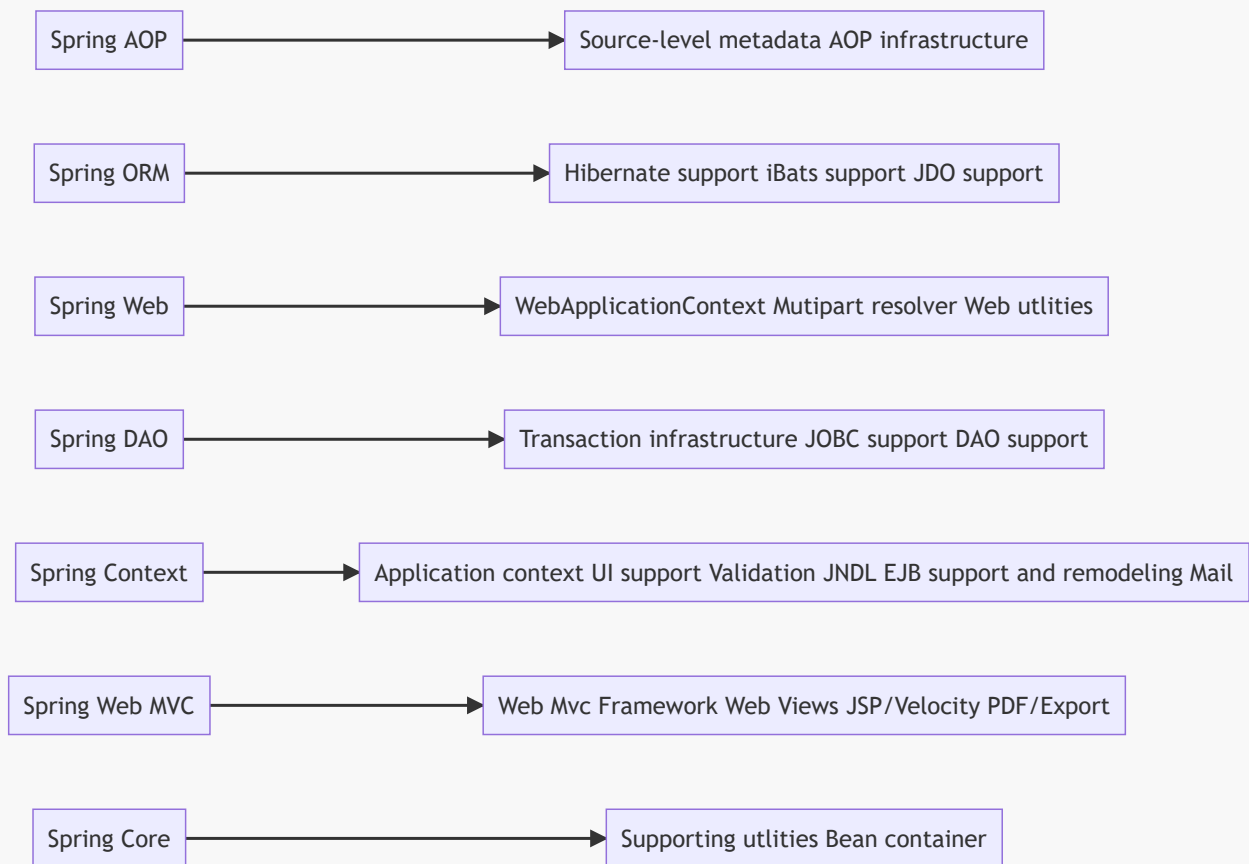 Spring AOP
Source-level metadata AOP infrastructure
Spring ORM
Hibernate support iBats support JDO support
Spring Web
WebApplicationContext Mutipart resolver Web utlities
Spring DAO
Transaction infrastructure JOBC support DAO support
Spring Context
Application context UI support Validation JNDL EJB support and remodeling Mail
Spring Web MVC
Web Mvc Framework Web Views JSP/Velocity PDF/Export
Spring Core
Supporting utlities Bean container